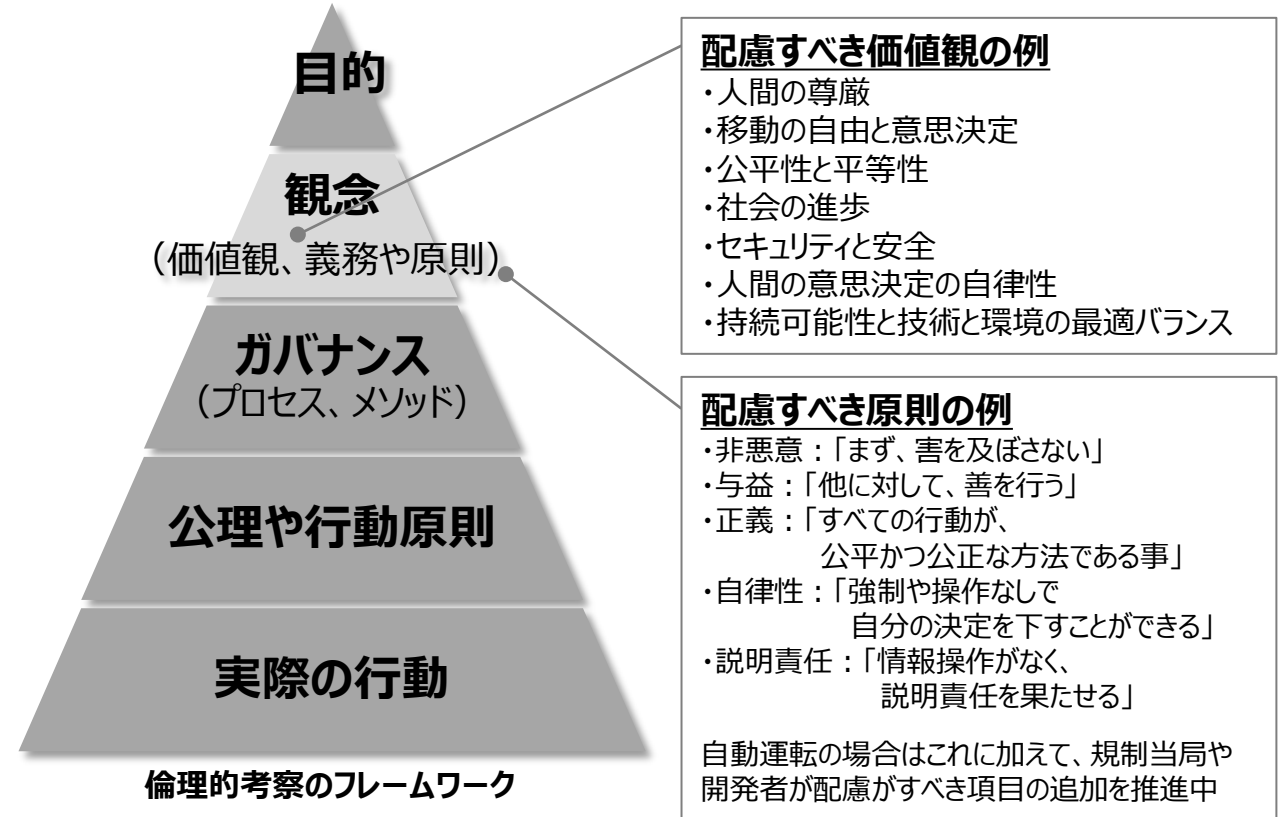 目的
観念
（価値観、義務や原則）
ガバナンス
（プロセス、メソッド）
公理や行動原則
実際の行動
倫理的考察のフレームワーク
配慮すべき価値観の例
・人間の尊厳
・移動の自由と意思決定
・公平性と平等性
・社会の進歩
・セキュリティと安全
・人間の意思決定の自律性
・持続可能性と技術と環境の最適バランス
配慮すべき原則の例
・非悪意：「まず、害を及ぼさない」
・与益：「他に対して、善を行う」
・正義：「すべての行動が、
公平かつ公正な方法である事」
・自律性：「強制や操作なしで
自分の決定を下すことができる」
・説明責任：「情報操作がなく、
説明責任を果たせる」
自動運転の場合はこれに加えて、規制当局や
開発者が配慮がすべき項目の追加を推進中